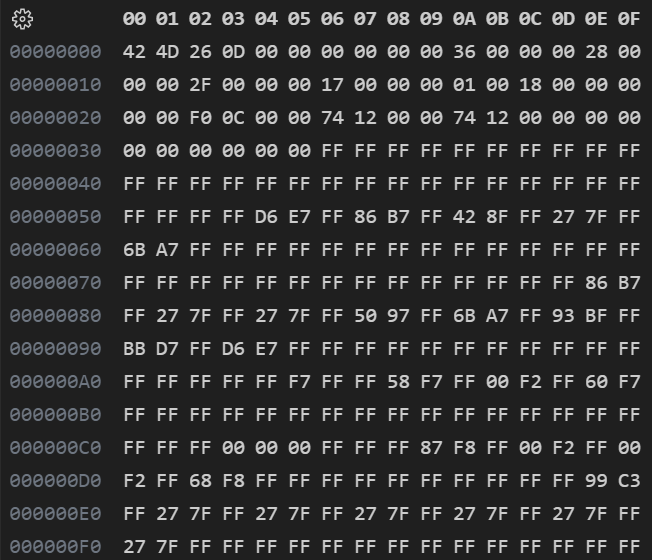 00 01 02 03 04 05 06 07 08 09 0A 0B 0C 0D 0E 0F
00000000 42 4D 26 0D 00 00 00 00 00 00 36 00 00 00 28 00
00000010 00 00 2F 00 00 00 17 00 00 00 01 00 18 00 00 00
00000020 00 00 F0 0C 00 00 74 12 00 00 74 12 00 00 00 00
00000030 00 00 00 00 00 00 FF FF FF FF FF FF FF FF FF FF
00000040 FF FF FF FF FF FF FF FF FF FF FF FF FF FF FF FF
00000050 FF FF FF FF D6 E7 FF 86 B7 FF 42 8F FF 27 7F FF
00000060 6B A7 FF FF FF FF FF FF FF FF FF FF FF FF FF FF
00000070 FF FF FF FF FF FF FF FF FF FF FF FF FF FF 86 B7
00000080 FF 27 7F FF 27 7F FF 50 97 FF 6B A7 FF 93 BF FF
00000090 BB D7 FF D6 E7 FF FF FF FF FF FF FF FF FF FF FF
000000A0 FF FF FF FF FF F7 FF FF 58 F7 FF 00 F2 FF 60 F7
000000B0 FF FF FF FF FF FF FF FF FF FF FF FF FF FF FF FF
000000C0 FF FF FF 00 00 00 FF FF FF 87 F8 FF 00 F2 FF 00
000000D0 F2 FF 68 F8 FF FF FF FF FF FF FF FF FF FF 99 C3
000000E0 FF 27 7F FF 27 7F FF 27 7F FF 27 7F FF 27 7F FF
000000F0 27 7F FF FF FF FF FF FF FF FF FF FF FF FF FF FF